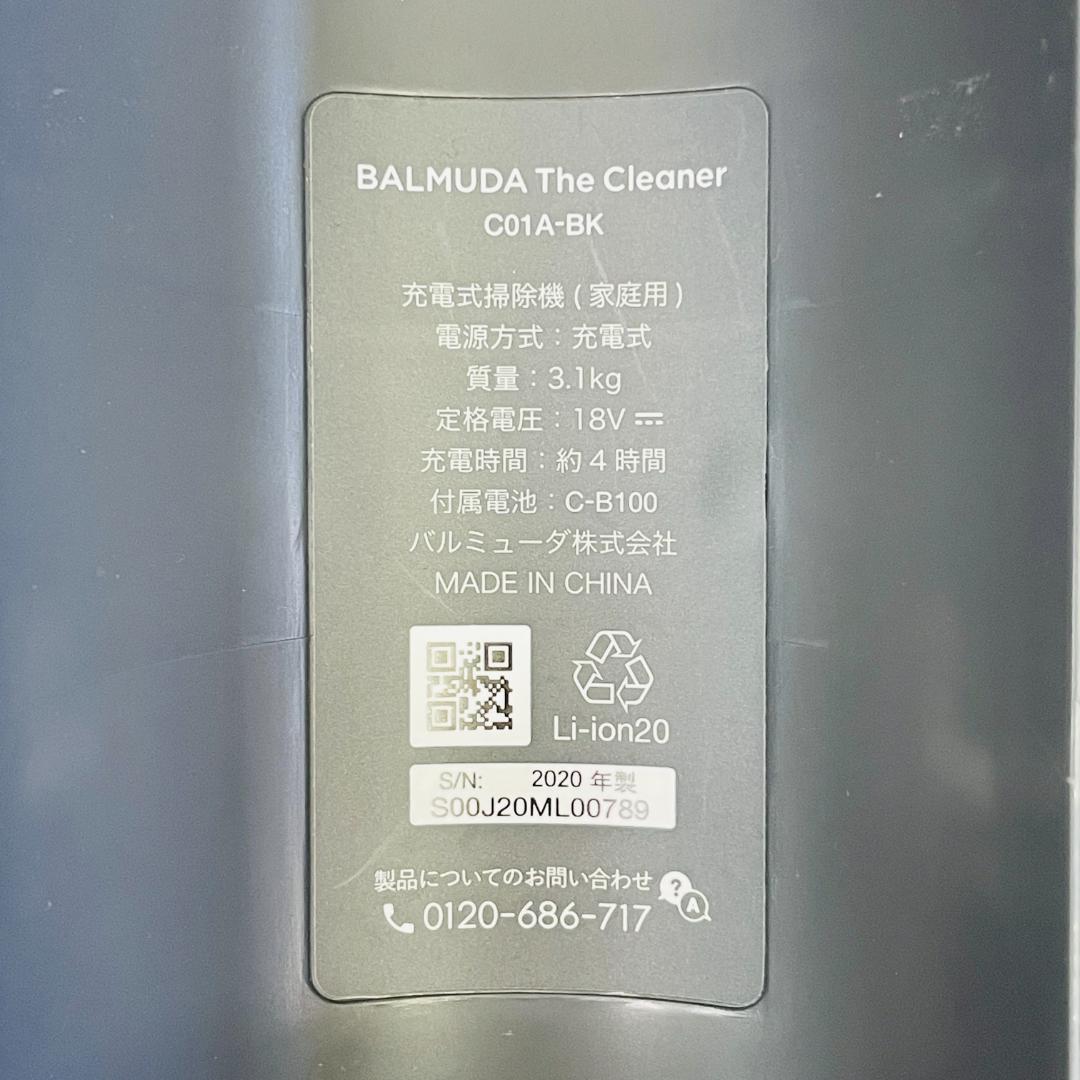 BALMUDA The Cleaner
C01A-BK
充電式掃除機(家庭用)
電源方式：充電式
質量：3.1kg
定格電圧：18V ⎓
充電時間：約4時間
付属電池：C-B100
バルミューダ株式会社
MADE IN CHINA
Li-ion20
S/N: 2020 年製
S00J20ML00789
製品についてのお問い合わせ ? A
0120-686-717